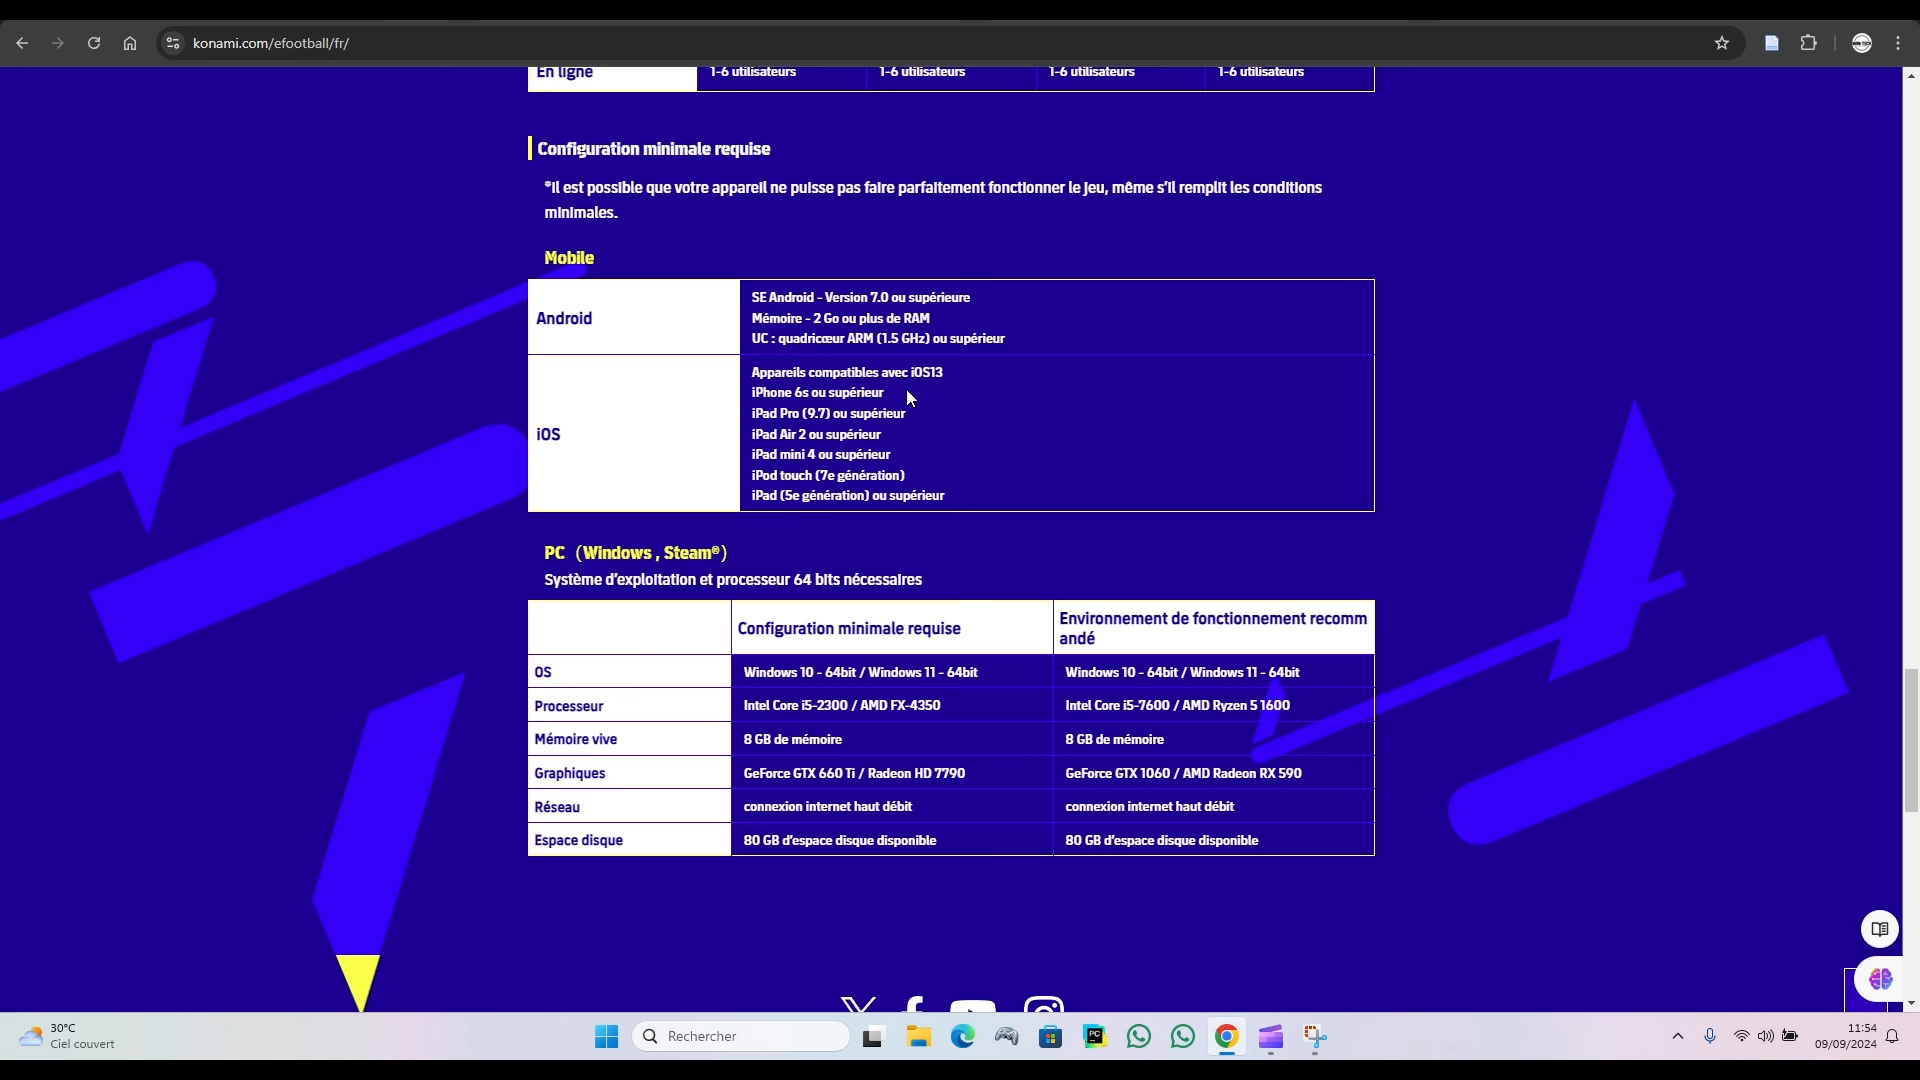 konami.com/efootball/fr/
En ligne 1-6 utilisateurs 1-6 utilisateurs 1-6 utilisateurs 1-6 utilisateurs
Configuration minimale requise
*Il est possible que votre appareil ne puisse pas faire parfaitement fonctionner le jeu, même s'il remplit les conditions
minimales.
Mobile
Android
SE Android - Version 7.0 ou supérieure
Mémoire - 2 Go ou plus de RAM
UC : quadricœur ARM (1.5 GHz) ou supérieur
iOS
Appareils compatibles avec iOS13
iPhone 6s ou supérieur
iPad Pro (9.7) ou supérieur
iPad Air 2 ou supérieur
iPad mini 4 ou supérieur
iPod touch (7e génération)
iPad (5e génération) ou supérieur
PC（Windows , Steam®）
Système d'exploitation et processeur 64 bits nécessaires
Configuration minimale requise
Environnement de fonctionnement recomm
andé
OS Windows 10 - 64bit / Windows 11 - 64bit Windows 10 - 64bit / Windows 11 - 64bit
Processeur Intel Core i5-2300 / AMD FX-4350 Intel Core i5-7600 / AMD Ryzen 5 1600
Mémoire vive 8 GB de mémoire 8 GB de mémoire
Graphiques GeForce GTX 660 Ti / Radeon HD 7790 GeForce GTX 1060 / AMD Radeon RX 590
Réseau connexion internet haut débit connexion internet haut débit
Espace disque 80 GB d'espace disque disponible 80 GB d'espace disque disponible
30°C
Ciel couvert
Rechercher
PC
11:54
09/09/2024